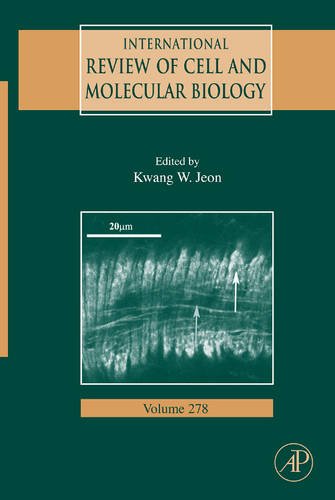 INTERNATIONAL
REVIEW OF CELL AND
MOLECULAR BIOLOGY
Edited by
Kwang W. Jeon
20μm
Volume 278
AP